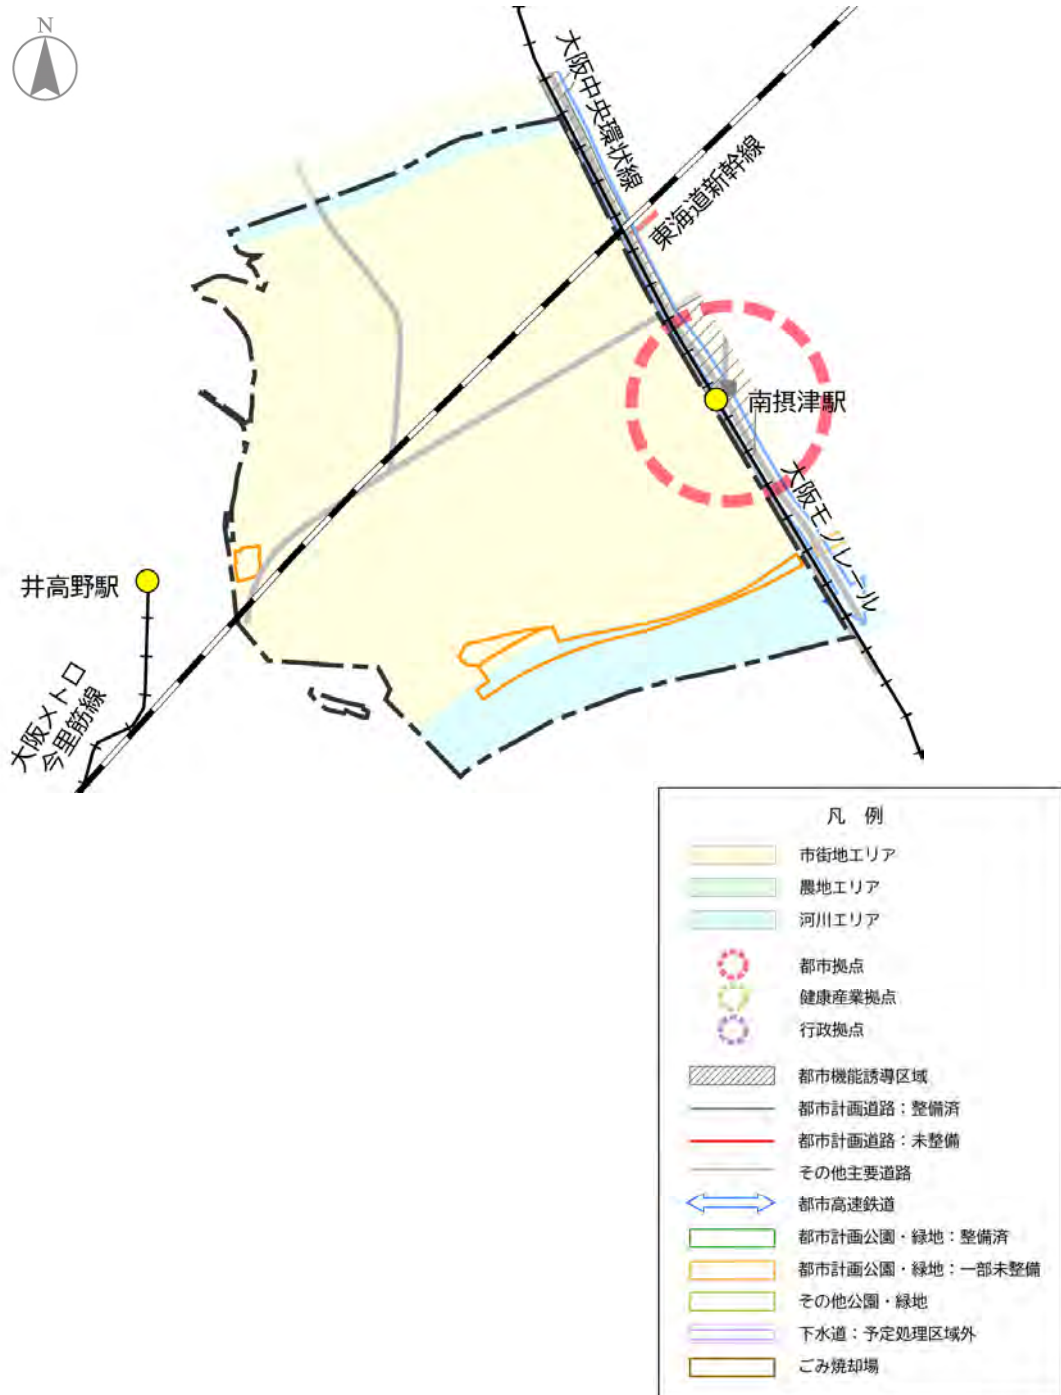 N
大阪中央環状線
東海道新幹線
南摂津駅
大阪モノレール
井高野駅
大阪メトロ
今里筋線
凡 例
市街地エリア
農地エリア
河川エリア
都市拠点
健康産業拠点
行政拠点
都市機能誘導区域
都市計画道路：整備済
都市計画道路：未整備
その他主要道路
都市高速鉄道
都市計画公園・緑地：整備済
都市計画公園・緑地：一部未整備
その他公園・緑地
下水道：予定処理区域外
ごみ焼却場